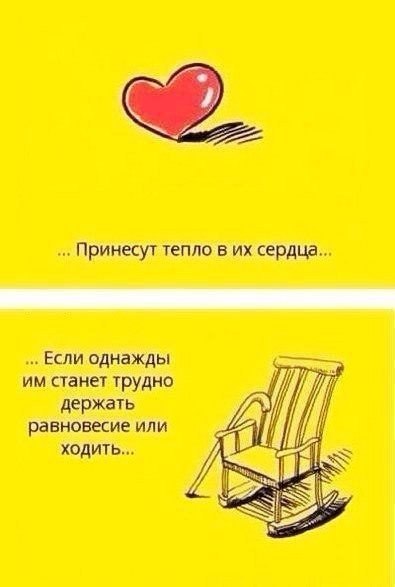 ... Принесут тепло в их сердца...
... Если однажды
им станет трудно
держать
равновесие или
ходить...